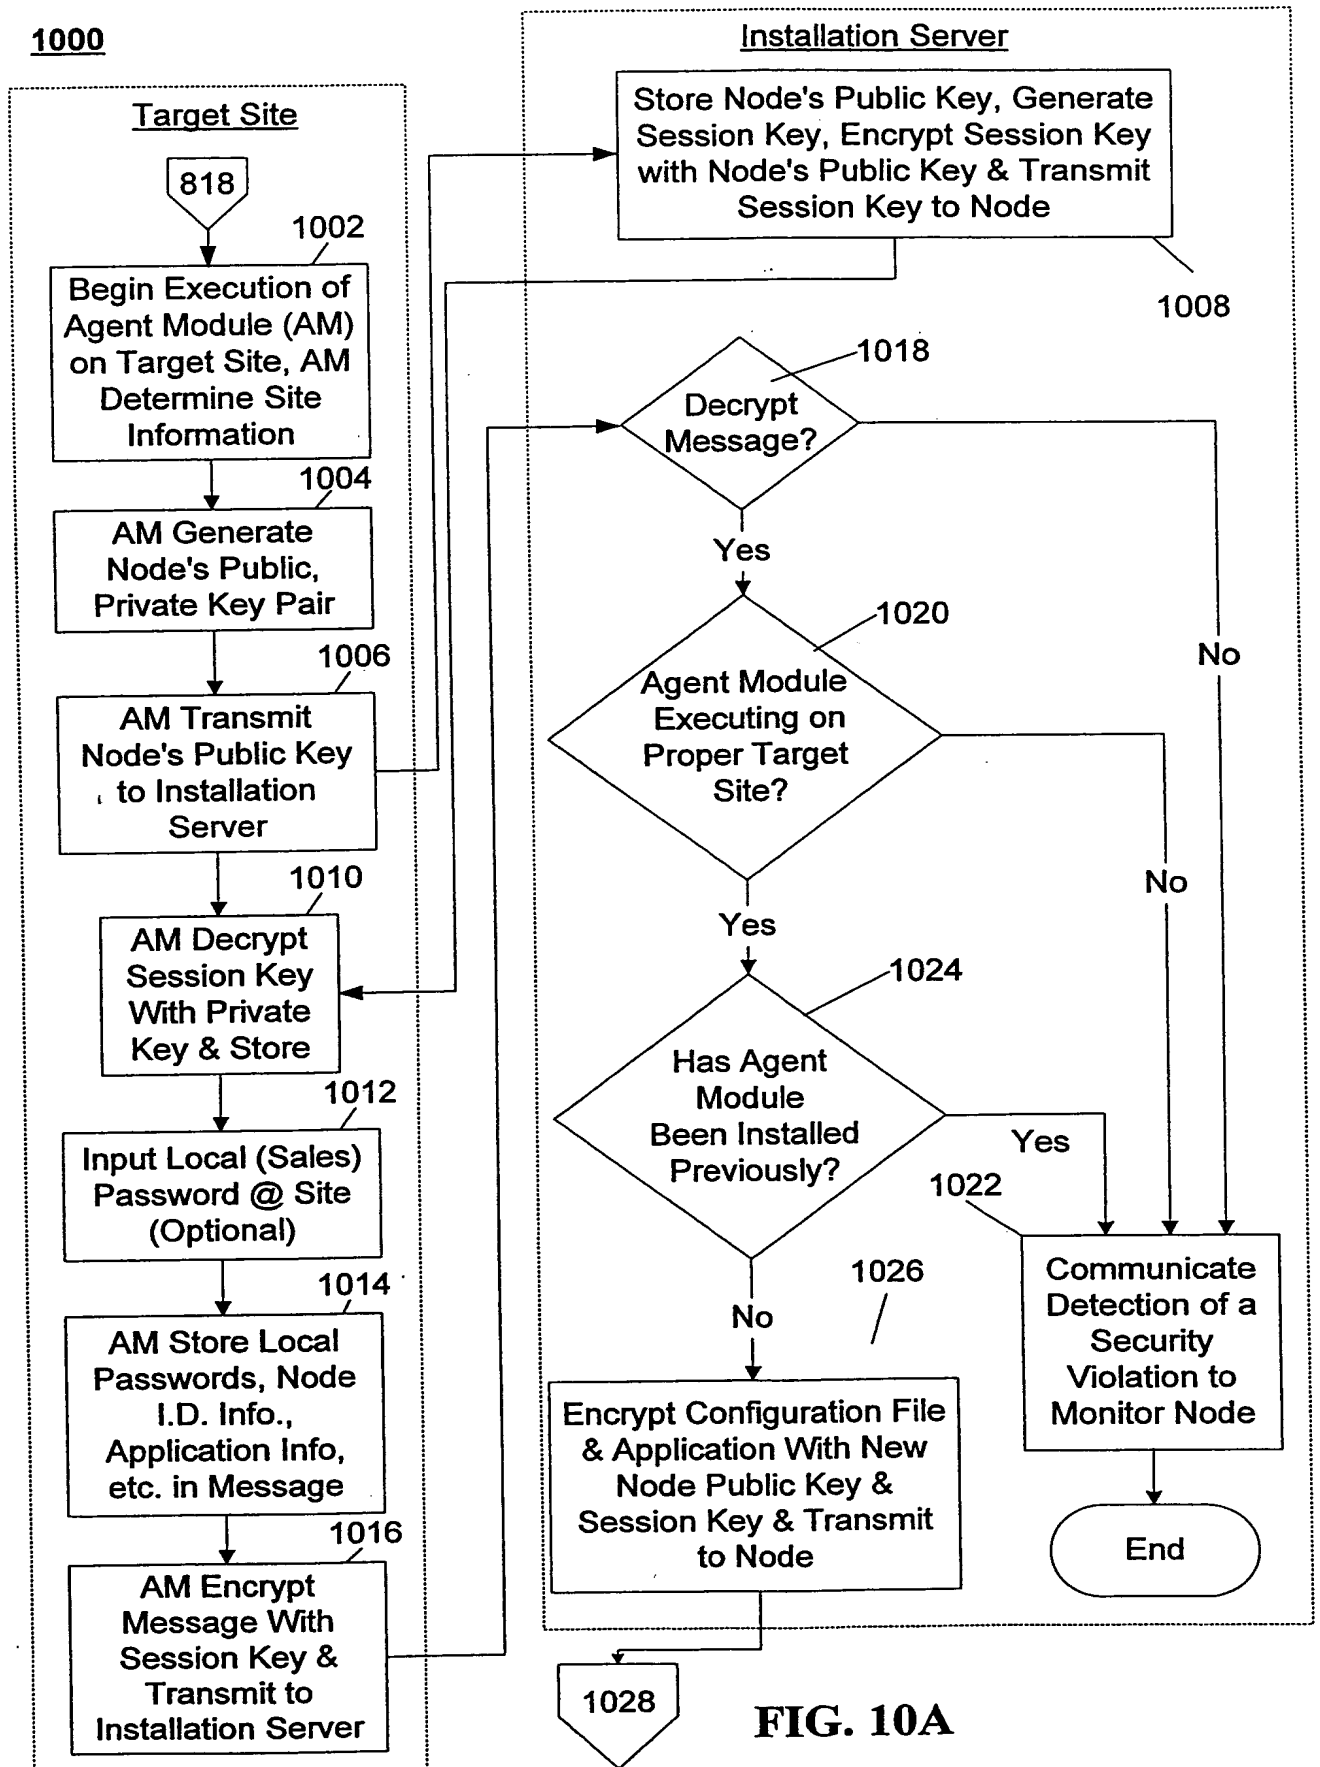 1000
Target Site
818
1002
Begin Execution of
Agent Module (AM)
on Target Site, AM
Determine Site
Information
1004
AM Generate
Node's Public,
Private Key Pair
1006
AM Transmit
Node's Public Key
to Installation
Server
1010
AM Decrypt
Session Key
With Private
Key & Store
1012
Input Local (Sales)
Password @ Site
(Optional)
1014
AM Store Local
Passwords, Node
I.D. Info.,
Application Info,
etc. in Message
1016
AM Encrypt
Message With
Session Key &
Transmit to
Installation Server
Installation Server
Store Node's Public Key, Generate
Session Key, Encrypt Session Key
with Node's Public Key & Transmit
Session Key to Node
1008
1018
Decrypt
Message?
Yes
No
1020
Agent Module
Executing on
Proper Target
Site?
Yes
No
1024
Has Agent
Module
Been Installed
Previously?
Yes
No
1022
Communicate
Detection of a
Security
Violation to
Monitor Node
End
1026
Encrypt Configuration File
& Application With New
Node Public Key &
Session Key & Transmit
to Node
1028
FIG. 10A